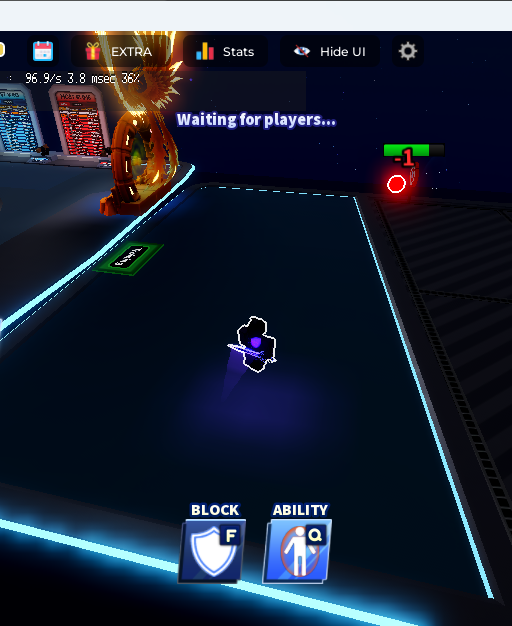 EXTRA
Stats
Hide UI
: 96.9/s 3.8 msec 36%
Waiting for players...
-1
BLOCK
ABILITY
F
Q